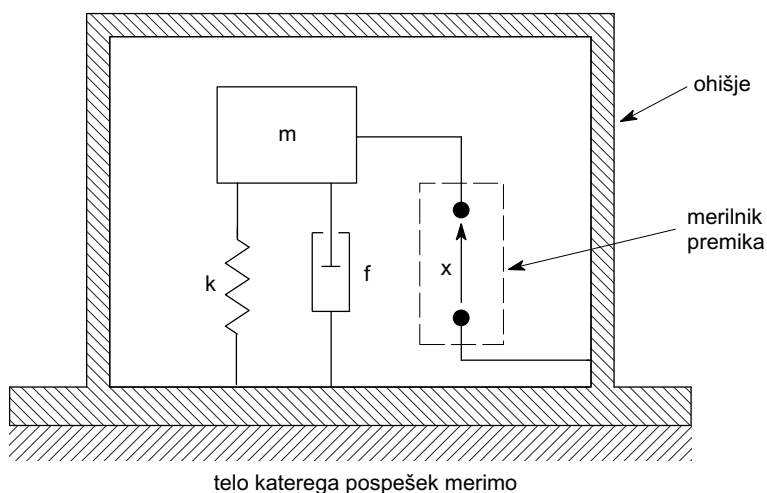 ohišje
m
merilnik
premika
k
f
x
telo katerega pospešek merimo